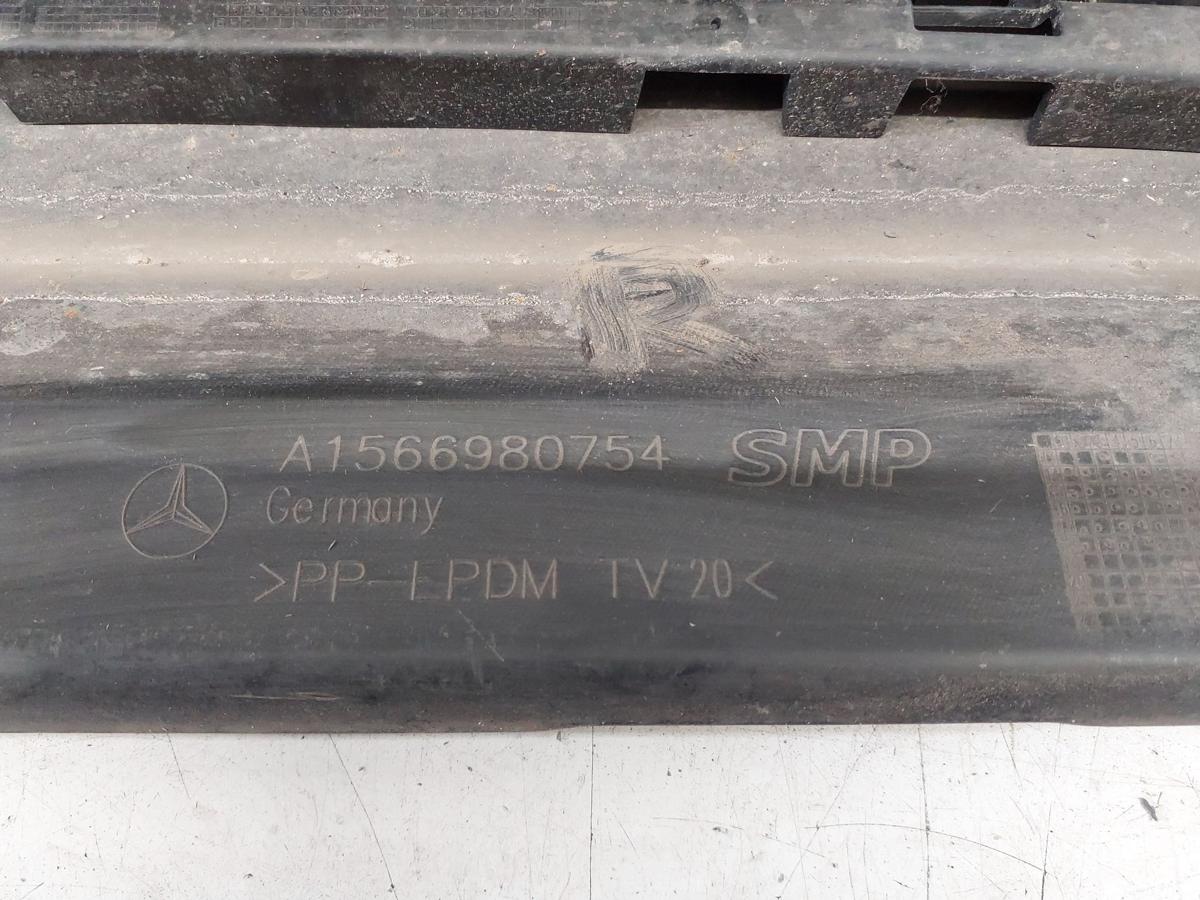 R
A1566980754 SMP
Germany
>PP-EPDM TV 20<